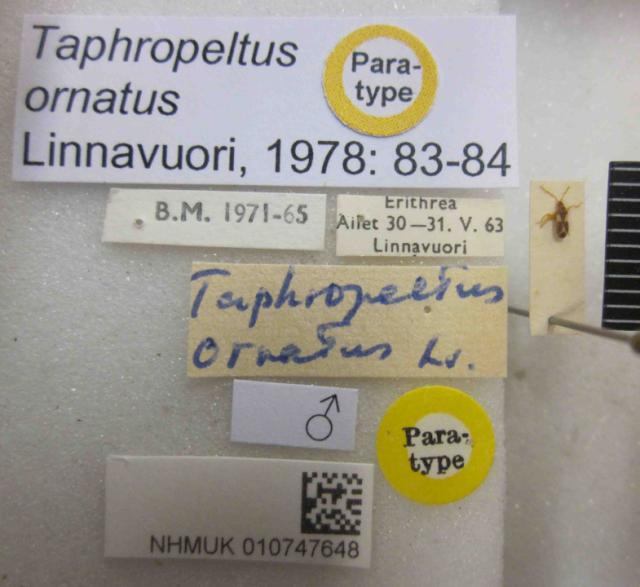 Taphropeltus
ornatus
Linnavuori, 1978: 83-84
Para-
type
B.M. 1971-65
Erithrea
Ailet 30—31. V. 63
Linnavuori
Taphropeltus
ornatus Lv.
♂
Para-
type
NHMUK 010747648